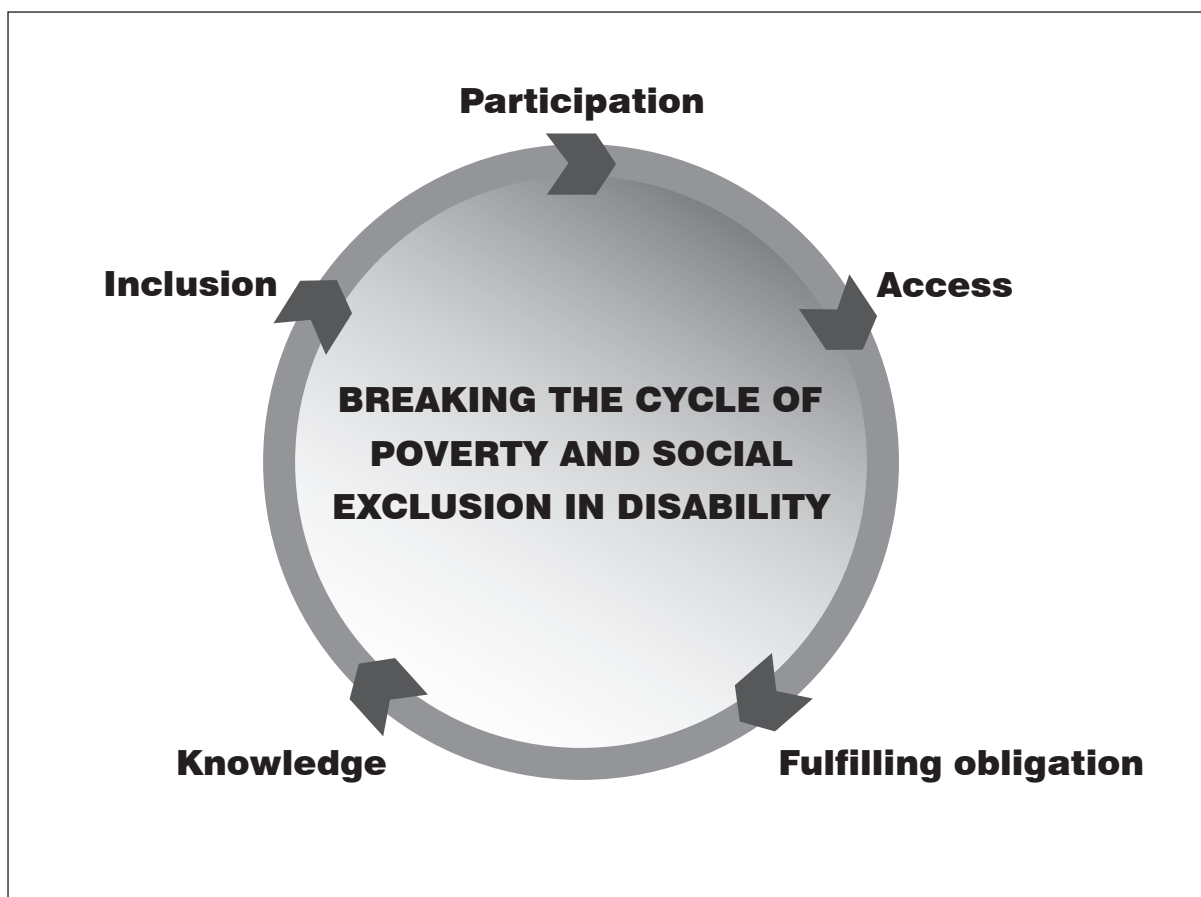 Participation
Inclusion
Access
BREAKING THE CYCLE OF
POVERTY AND SOCIAL
EXCLUSION IN DISABILITY
Knowledge
Fulfilling obligation